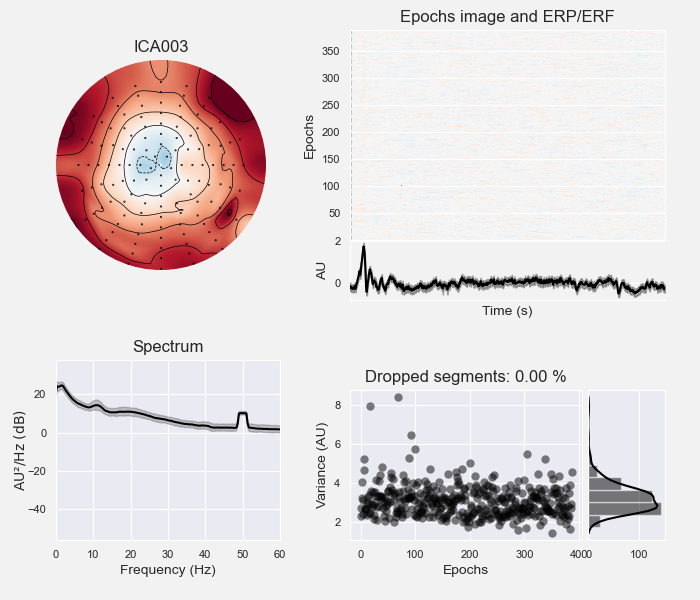 ICA003
Epochs image and ERP/ERF
Epochs
350
300
250
200
150
100
50
AU
2
0
Time (s)
Spectrum
AU²/Hz (dB)
20
0
−20
−40
0 10 20 30 40 50 60
Frequency (Hz)
Dropped segments: 0.00 %
Variance (AU)
8
6
4
2
0 100 200 300 400
0 100
Epochs